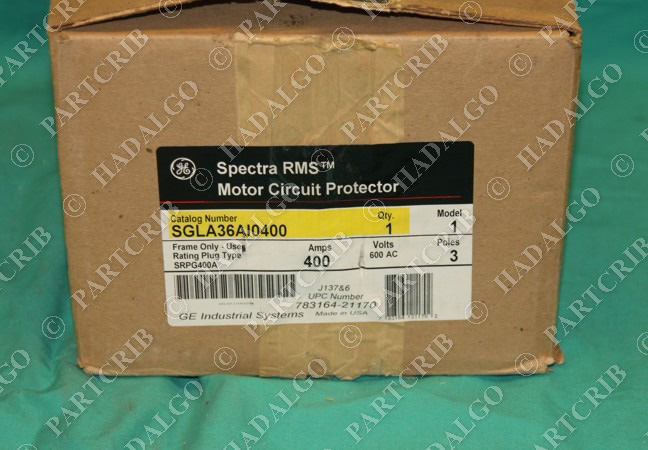 GE
Spectra RMS™
Motor Circuit Protector
Catalog Number
SGLA36AI0400
Qty.
1
Model
1
Frame Only - Uses
Rating Plug Type
SRPG400A
Amps
400
Volts
600 AC
Poles
3
J137&6
UPC Number
783164-21170
GE Industrial Systems
Made in USA
© PARTCRIB
© HADALGO